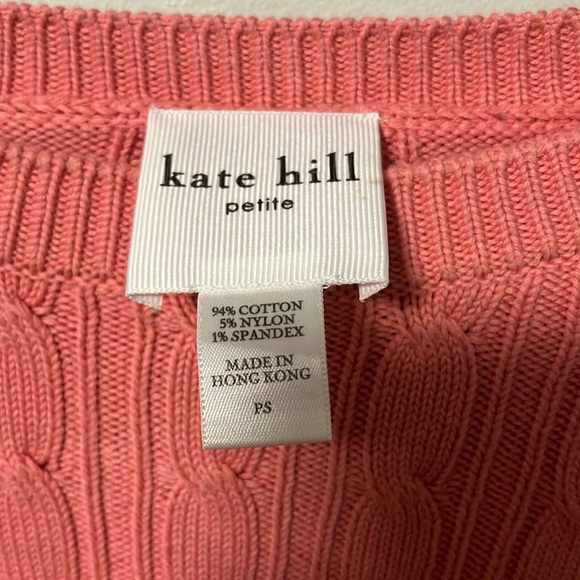 kate hill
petite
94% COTTON
5% NYLON
1% SPANDEX
MADE IN
HONG KONG
PS